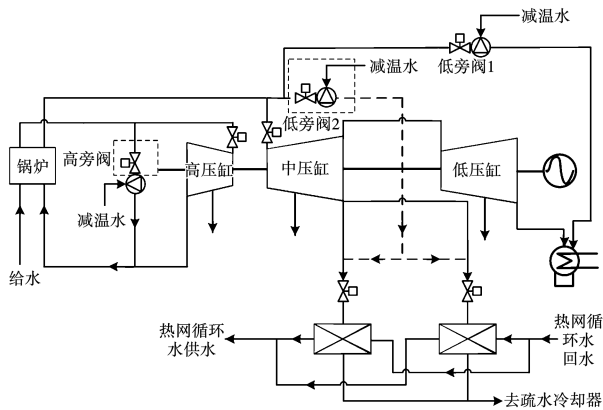 减温水
低旁阀1
减温水
低旁阀2
锅炉
高旁阀
高压缸
中压缸
低压缸
减温水
给水
热网循环
水供水
热网循
环水
回水
去疏水冷却器